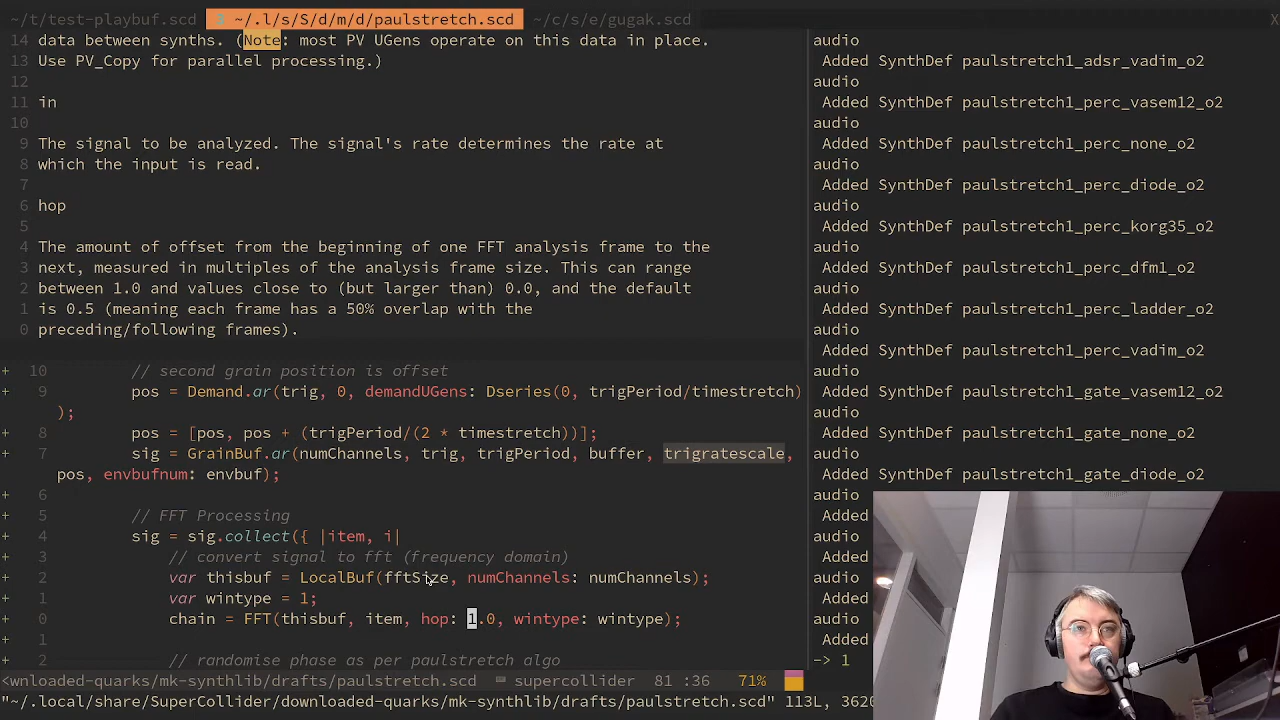 ~/t/test-playbuf.scd ~/.l/s/S/d/m/d/paulstretch.scd ~/c/s/e/gugak.scd X
14 data between synths. (Note: most PV UGens operate on this data in place.
13 Use PV_Copy for parallel processing.)
12
11 in
10
9 The signal to be analyzed. The signal's rate determines the rate at
8 which the input is read.
7
6 hop
5
4 The amount of offset from the beginning of one FFT analysis frame to the
3 next, measured in multiples of the analysis frame size. This can range
2 between 1.0 and values close to (but larger than) 0.0, and the default
1 is 0.5 (meaning each frame has a 50% overlap with the
0 preceding/following frames).
+ 10 // second grain position is offset
+ 9 pos = Demand.ar(trig, 0, demandUGens: Dseries(0, trigPeriod/timestretch)
);
+ 8 pos = [pos, pos + (trigPeriod/(2 * timestretch))];
+ 7 sig = GrainBuf.ar(numChannels, trig, trigPeriod, buffer, trigratescale,
pos, envbufnum: envbuf);
+ 6
+ 5 // FFT Processing
+ 4 sig = sig.collect({ |item, i|
+ 3 // convert signal to fft (frequency domain)
+ 2 var thisbuf = LocalBuf(fftSize, numChannels: numChannels);
+ 1 var wintype = 1;
+ 0 chain = FFT(thisbuf, item, hop: 1.0, wintype: wintype);
+ 1
+ 2 // randomise phase as per paulstretch algo
<wnloaded-quarks/mk-synthlib/drafts/paulstretch.scd supercollider 81 :36 71%
"~/.local/share/SuperCollider/downloaded-quarks/mk-synthlib/drafts/paulstretch.scd" 113L, 3620
audio
Added SynthDef paulstretch1_adsr_vadim_o2
audio
Added SynthDef paulstretch1_perc_vasem12_o2
audio
Added SynthDef paulstretch1_perc_none_o2
audio
Added SynthDef paulstretch1_perc_diode_o2
audio
Added SynthDef paulstretch1_perc_korg35_o2
audio
Added SynthDef paulstretch1_perc_dfm1_o2
audio
Added SynthDef paulstretch1_perc_ladder_o2
audio
Added SynthDef paulstretch1_perc_vadim_o2
audio
Added SynthDef paulstretch1_gate_vasem12_o2
audio
Added SynthDef paulstretch1_gate_none_o2
audio
Added SynthDef paulstretch1_gate_diode_o2
audio
Added
audio
Added
audio
Added
audio
Added
-> 1